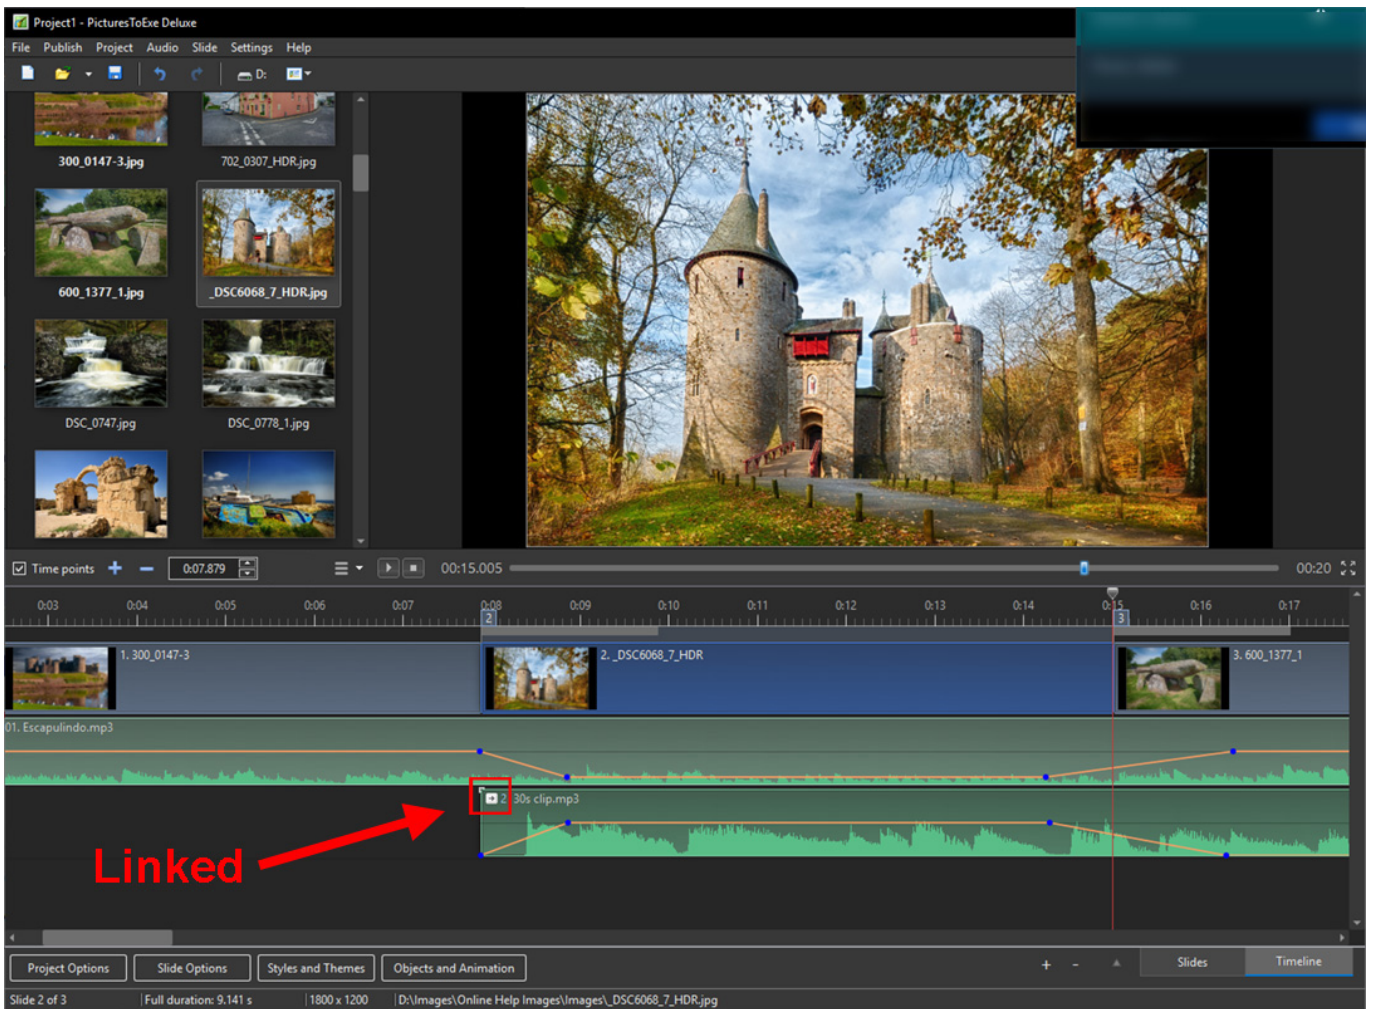 Project1 - PicturesToExe Deluxe
File Publish Project Audio Slide Settings Help
D:
300_0147-3.jpg 702_0307_HDR.jpg
600_1377_1.jpg _DSC6068_7_HDR.jpg
DSC_0747.jpg DSC_0778_1.jpg
Time points 0:07.879 00:15.005 00:20
0:03 0:04 0:05 0:06 0:07 0:08 0:09 0:10 0:11 0:12 0:13 0:14 0:15 0:16 0:17
2 3
1. 300_0147-3 2. _DSC6068_7_HDR 3. 600_1377_1
01. Escapulindo.mp3
30s clip.mp3
Linked
Project Options Slide Options Styles and Themes Objects and Animation + - Slides Timeline
Slide 2 of 3 Full duration: 9.141 s 1800 x 1200 D:\Images\Online Help Images\Images\_DSC6068_7_HDR.jpg